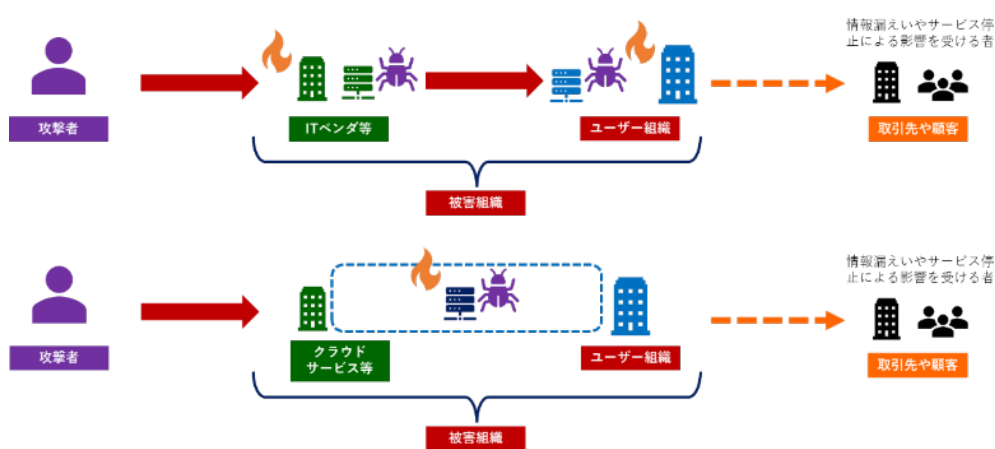 情報漏えいやサービス停
止による影響を受ける者
攻撃者
ITベンダ等
ユーザー組織
取引先や顧客
被害組織
情報漏えいやサービス停
止による影響を受ける者
攻撃者
クラウド
サービス等
ユーザー組織
取引先や顧客
被害組織